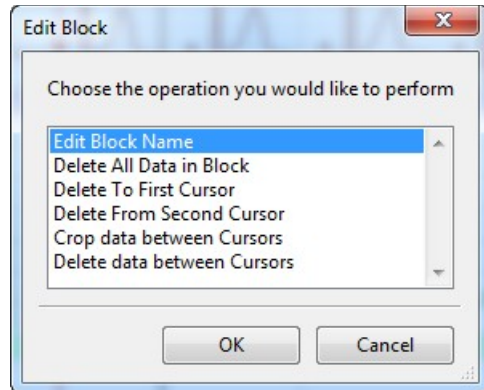 Edit Block
Choose the operation you would like to perform
Edit Block Name
Delete All Data in Block
Delete To First Cursor
Delete From Second Cursor
Crop data between Cursors
Delete data between Cursors
OK
Cancel